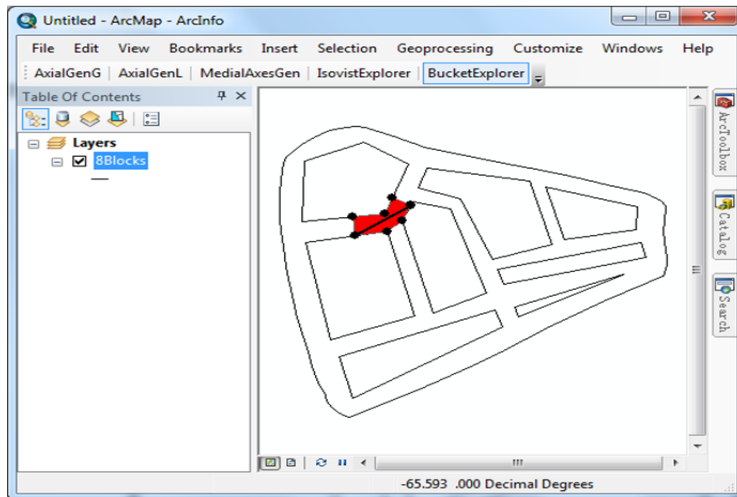 Untitled - ArcMap - ArcInfo
File Edit View Bookmarks Insert Selection Geoprocessing Customize Windows Help
AxialGenG AxialGenL MedialAxesGen IsovistExplorer BucketExplorer
Table Of Contents
Layers
8Blocks
ArcToolbox
Catalog
Search
-65.593 .000 Decimal Degrees